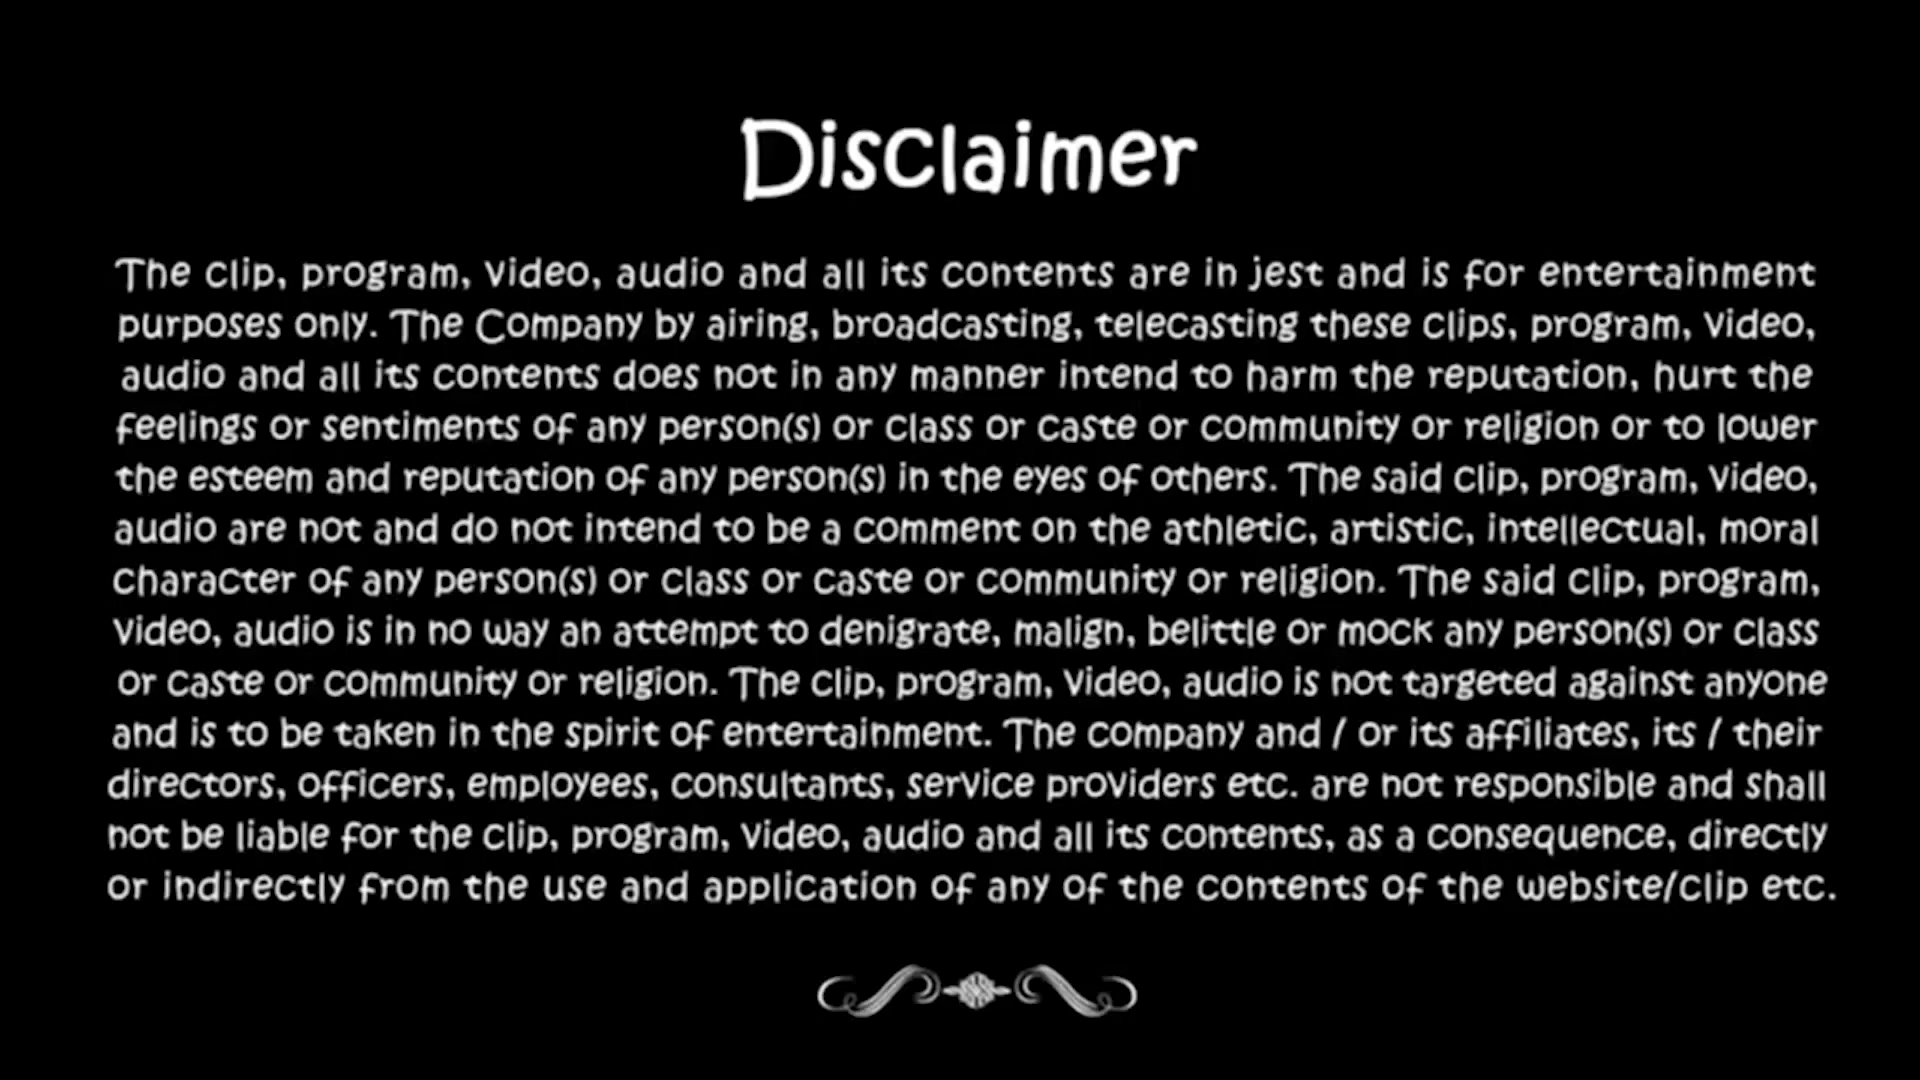 Disclaimer
The clip, program, video, audio and all its contents are in jest and is for entertainment
purposes only. The Company by airing, broadcasting, telecasting these clips, program, video,
audio and all its contents does not in any manner intend to harm the reputation, hurt the
feelings or sentiments of any person(s) or class or caste or community or religion or to lower
the esteem and reputation of any person(s) in the eyes of others. The said clip, program, video,
audio are not and do not intend to be a comment on the athletic, artistic, intellectual, moral
character of any person(s) or class or caste or community or religion. The said clip, program,
video, audio is in no way an attempt to denigrate, malign, belittle or mock any person(s) or class
or caste or community or religion. The clip, program, video, audio is not targeted against anyone
and is to be taken in the spirit of entertainment. The company and / or its affiliates, its / their
directors, officers, employees, consultants, service providers etc. are not responsible and shall
not be liable for the clip, program, video, audio and all its contents, as a consequence, directly
or indirectly from the use and application of any of the contents of the website/clip etc.